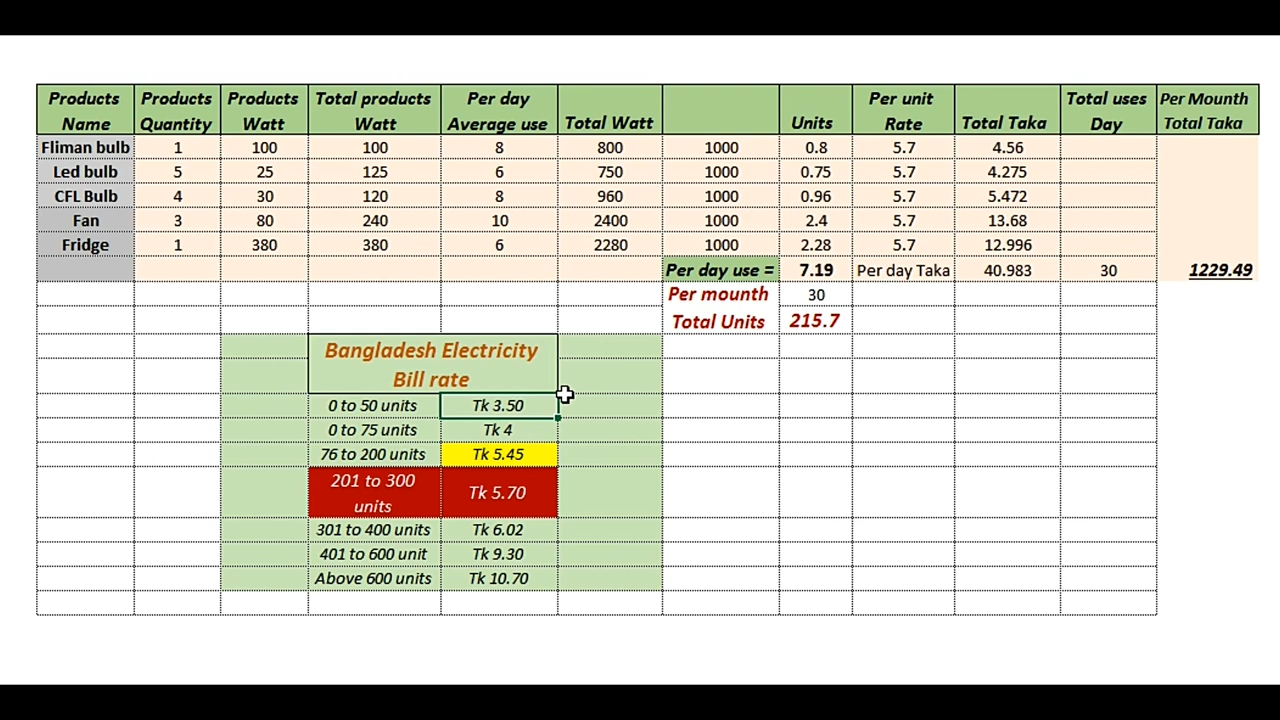 Products Name Products Quantity Products Watt Total products Watt Per day Average use Total Watt Units Per unit Rate Total Taka Total uses Day Per Mounth Total Taka
Fliman bulb 1 100 100 8 800 1000 0.8 5.7 4.56
Led bulb 5 25 125 6 750 1000 0.75 5.7 4.275
CFL Bulb 4 30 120 8 960 1000 0.96 5.7 5.472
Fan 3 80 240 10 2400 1000 2.4 5.7 13.68
Fridge 1 380 380 6 2280 1000 2.28 5.7 12.996
Per day use = 7.19 Per day Taka 40.983 30 1229.49
Per mounth 30
Total Units 215.7
Bangladesh Electricity
Bill rate
0 to 50 units Tk 3.50
0 to 75 units Tk 4
76 to 200 units Tk 5.45
201 to 300 units Tk 5.70
301 to 400 units Tk 6.02
401 to 600 unit Tk 9.30
Above 600 units Tk 10.70